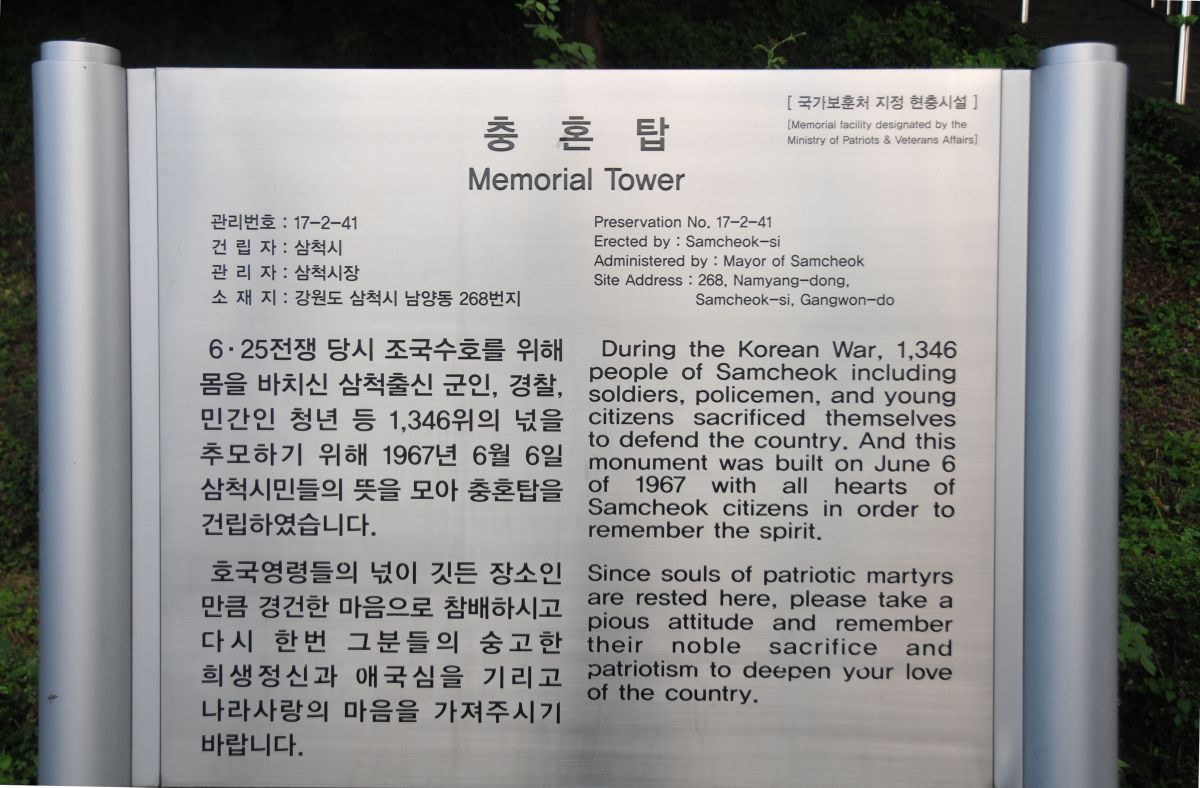 [ 국가보훈처 지정 현충시설 ]
[Memorial facility designated by the
Ministry of Patriots & Veterans Affairs]
충 혼 탑
Memorial Tower
관리번호 : 17-2-41
건 립 자 : 삼척시
관 리 자 : 삼척시장
소 재 지 : 강원도 삼척시 남양동 268번지
6·25전쟁 당시 조국수호를 위해
몸을 바치신 삼척출신 군인, 경찰,
민간인 청년 등 1,346위의 넋을
추모하기 위해 1967년 6월 6일
삼척시민들의 뜻을 모아 충혼탑을
건립하였습니다.
호국영령들의 넋이 깃든 장소인
만큼 경건한 마음으로 참배하시고
다시 한번 그분들의 숭고한
희생정신과 애국심을 기리고
나라사랑의 마음을 가져주시기
바랍니다.
Preservation No. 17-2-41
Erected by : Samcheok-si
Administered by : Mayor of Samcheok
Site Address : 268, Namyang-dong,
Samcheok-si, Gangwon-do
During the Korean War, 1,346
people of Samcheok including
soldiers, policemen, and young
citizens sacrificed themselves
to defend the country. And this
monument was built on June 6
of 1967 with all hearts of
Samcheok citizens in order to
remember the spirit.
Since souls of patriotic martyrs
are rested here, please take a
pious attitude and remember
their noble sacrifice and
patriotism to deepen your love
of the country.